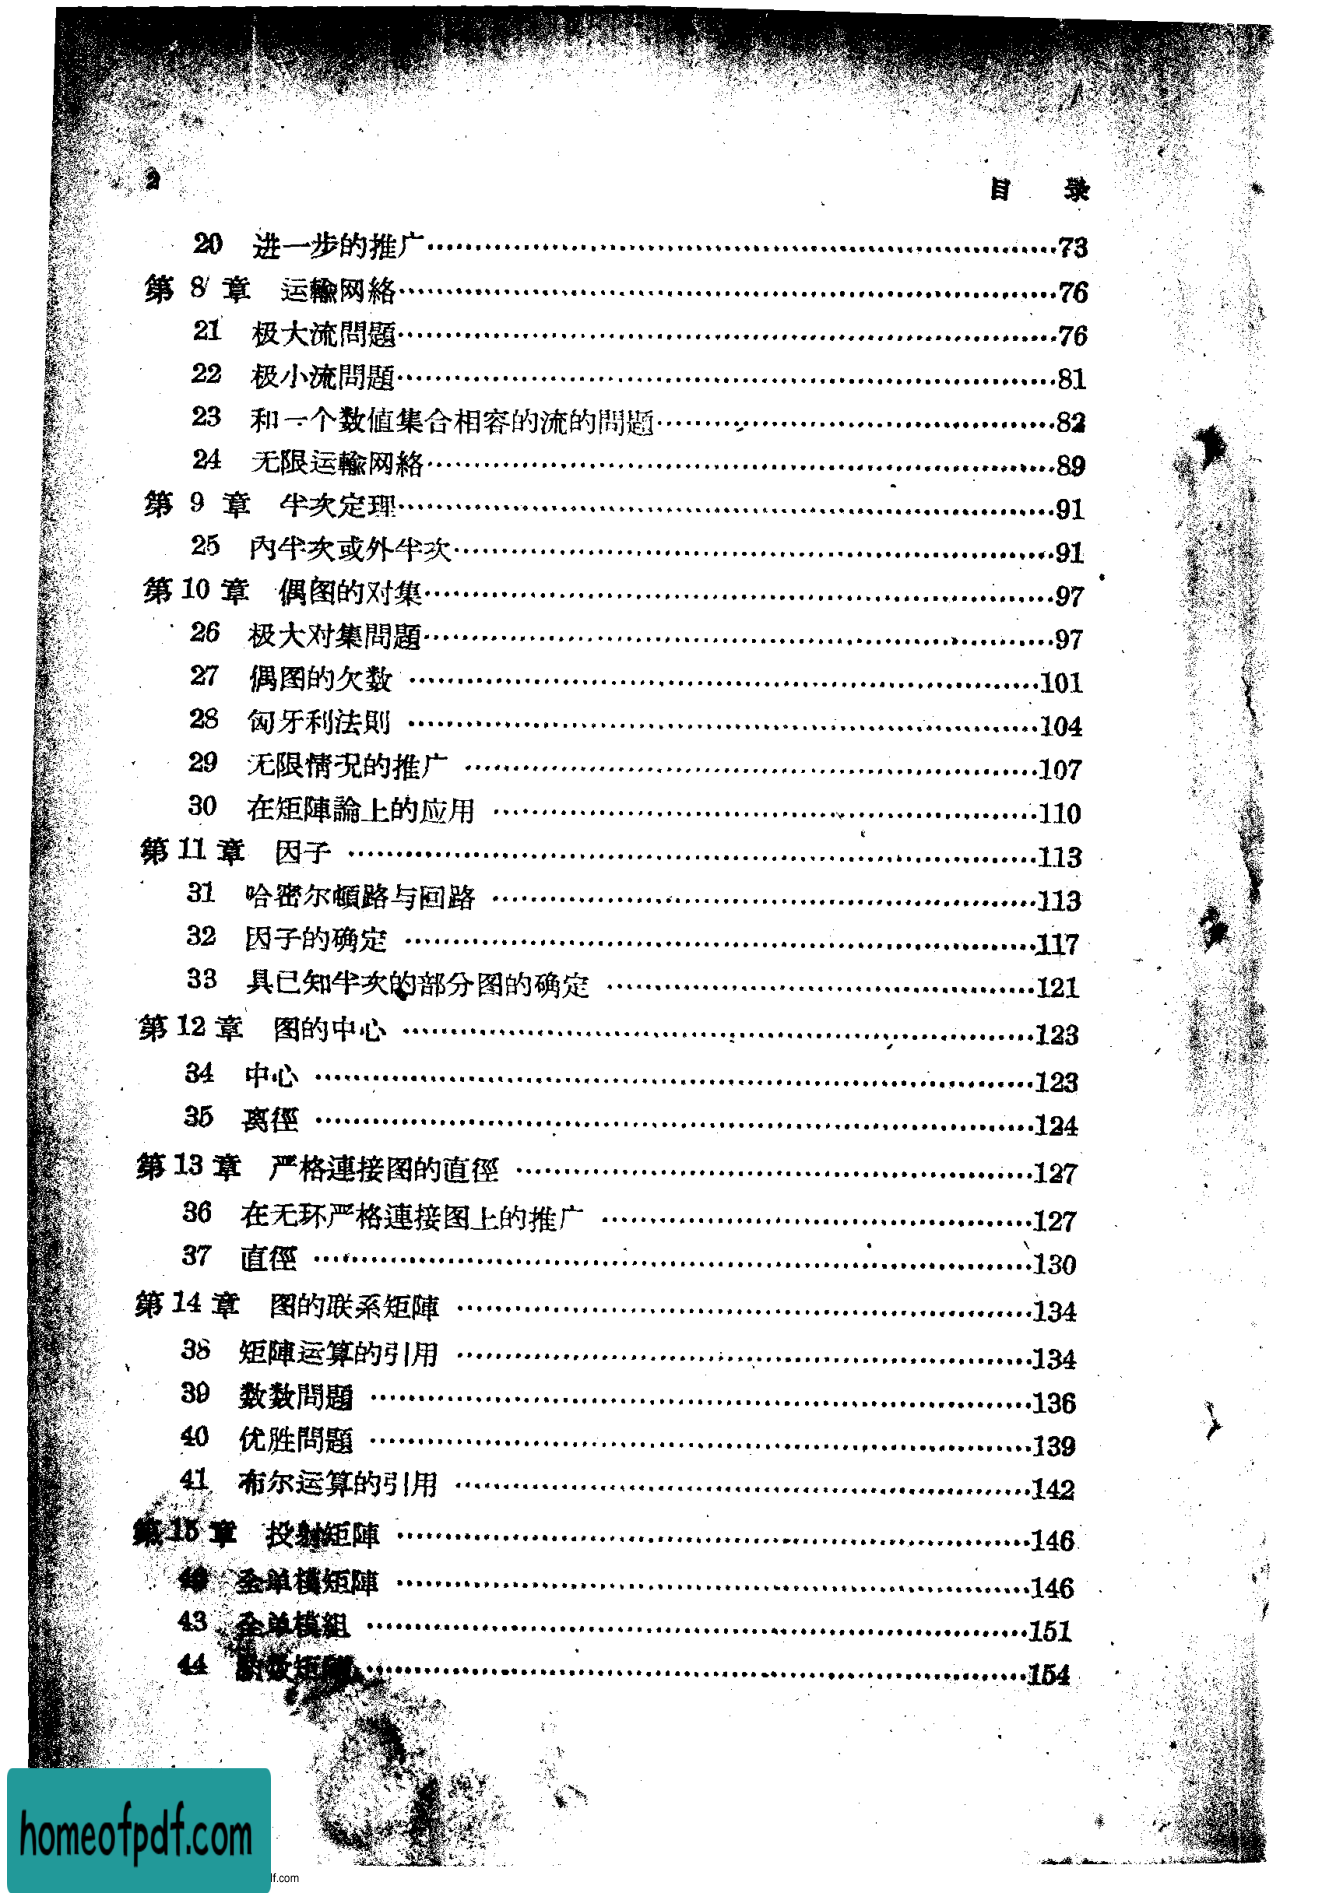 2 目 录
20 进一步的推广 73
第 8 章 运輸网絡 76
21 极大流問題 76
22 极小流問題 81
23 和一个数值集合相容的流的問題 82
24 无限运輸网絡 89
第 9 章 半次定理 91
25 內半次或外半次 91
第 10 章 偶图的对集 97
26 极大对集問題 97
27 偶图的欠数 101
28 匈牙利法則 104
29 无限情况的推广 107
30 在矩陣論上的应用 110
第 11 章 因子 113
31 哈密尔頓路与回路 113
32 因子的确定 117
33 具已知半次的部分图的确定 121
第 12 章 图的中心 123
34 中心 123
35 离徑 124
第 13 章 严格連接图的直徑 127
36 在无环严格連接图上的推广 127
37 直徑 130
第 14 章 图的联系矩陣 134
38 矩陣运算的引用 134
39 数数問題 136
40 优胜問題 139
41 布尔运算的引用 142
第 15 章 投射矩陣 146
全单模矩陣 146
43 全单模組 151
44 矩陣 154
homeofpdf.com
lf.com